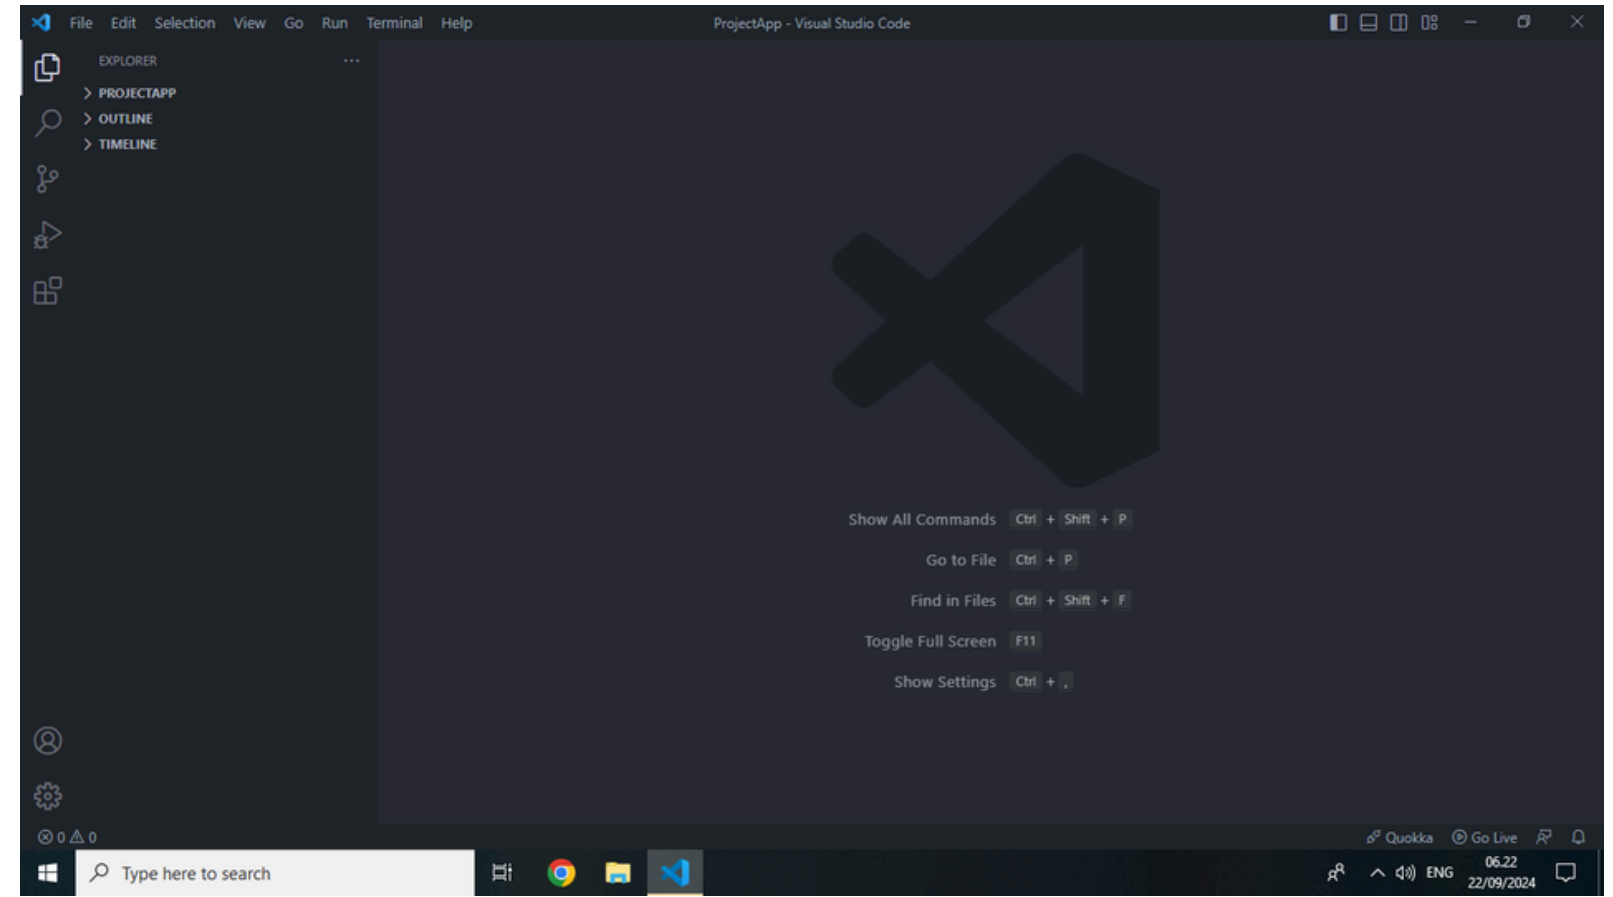 File Edit Selection View Go Run Terminal Help
ProjectApp - Visual Studio Code
EXPLORER
PROJECTAPP
OUTLINE
TIMELINE
Show All Commands Ctrl + Shift + P
Go to File Ctrl + P
Find in Files Ctrl + Shift + F
Toggle Full Screen F11
Show Settings Ctrl + ,
0 0
Quokka Go Live
Type here to search
ENG
06.22
22/09/2024